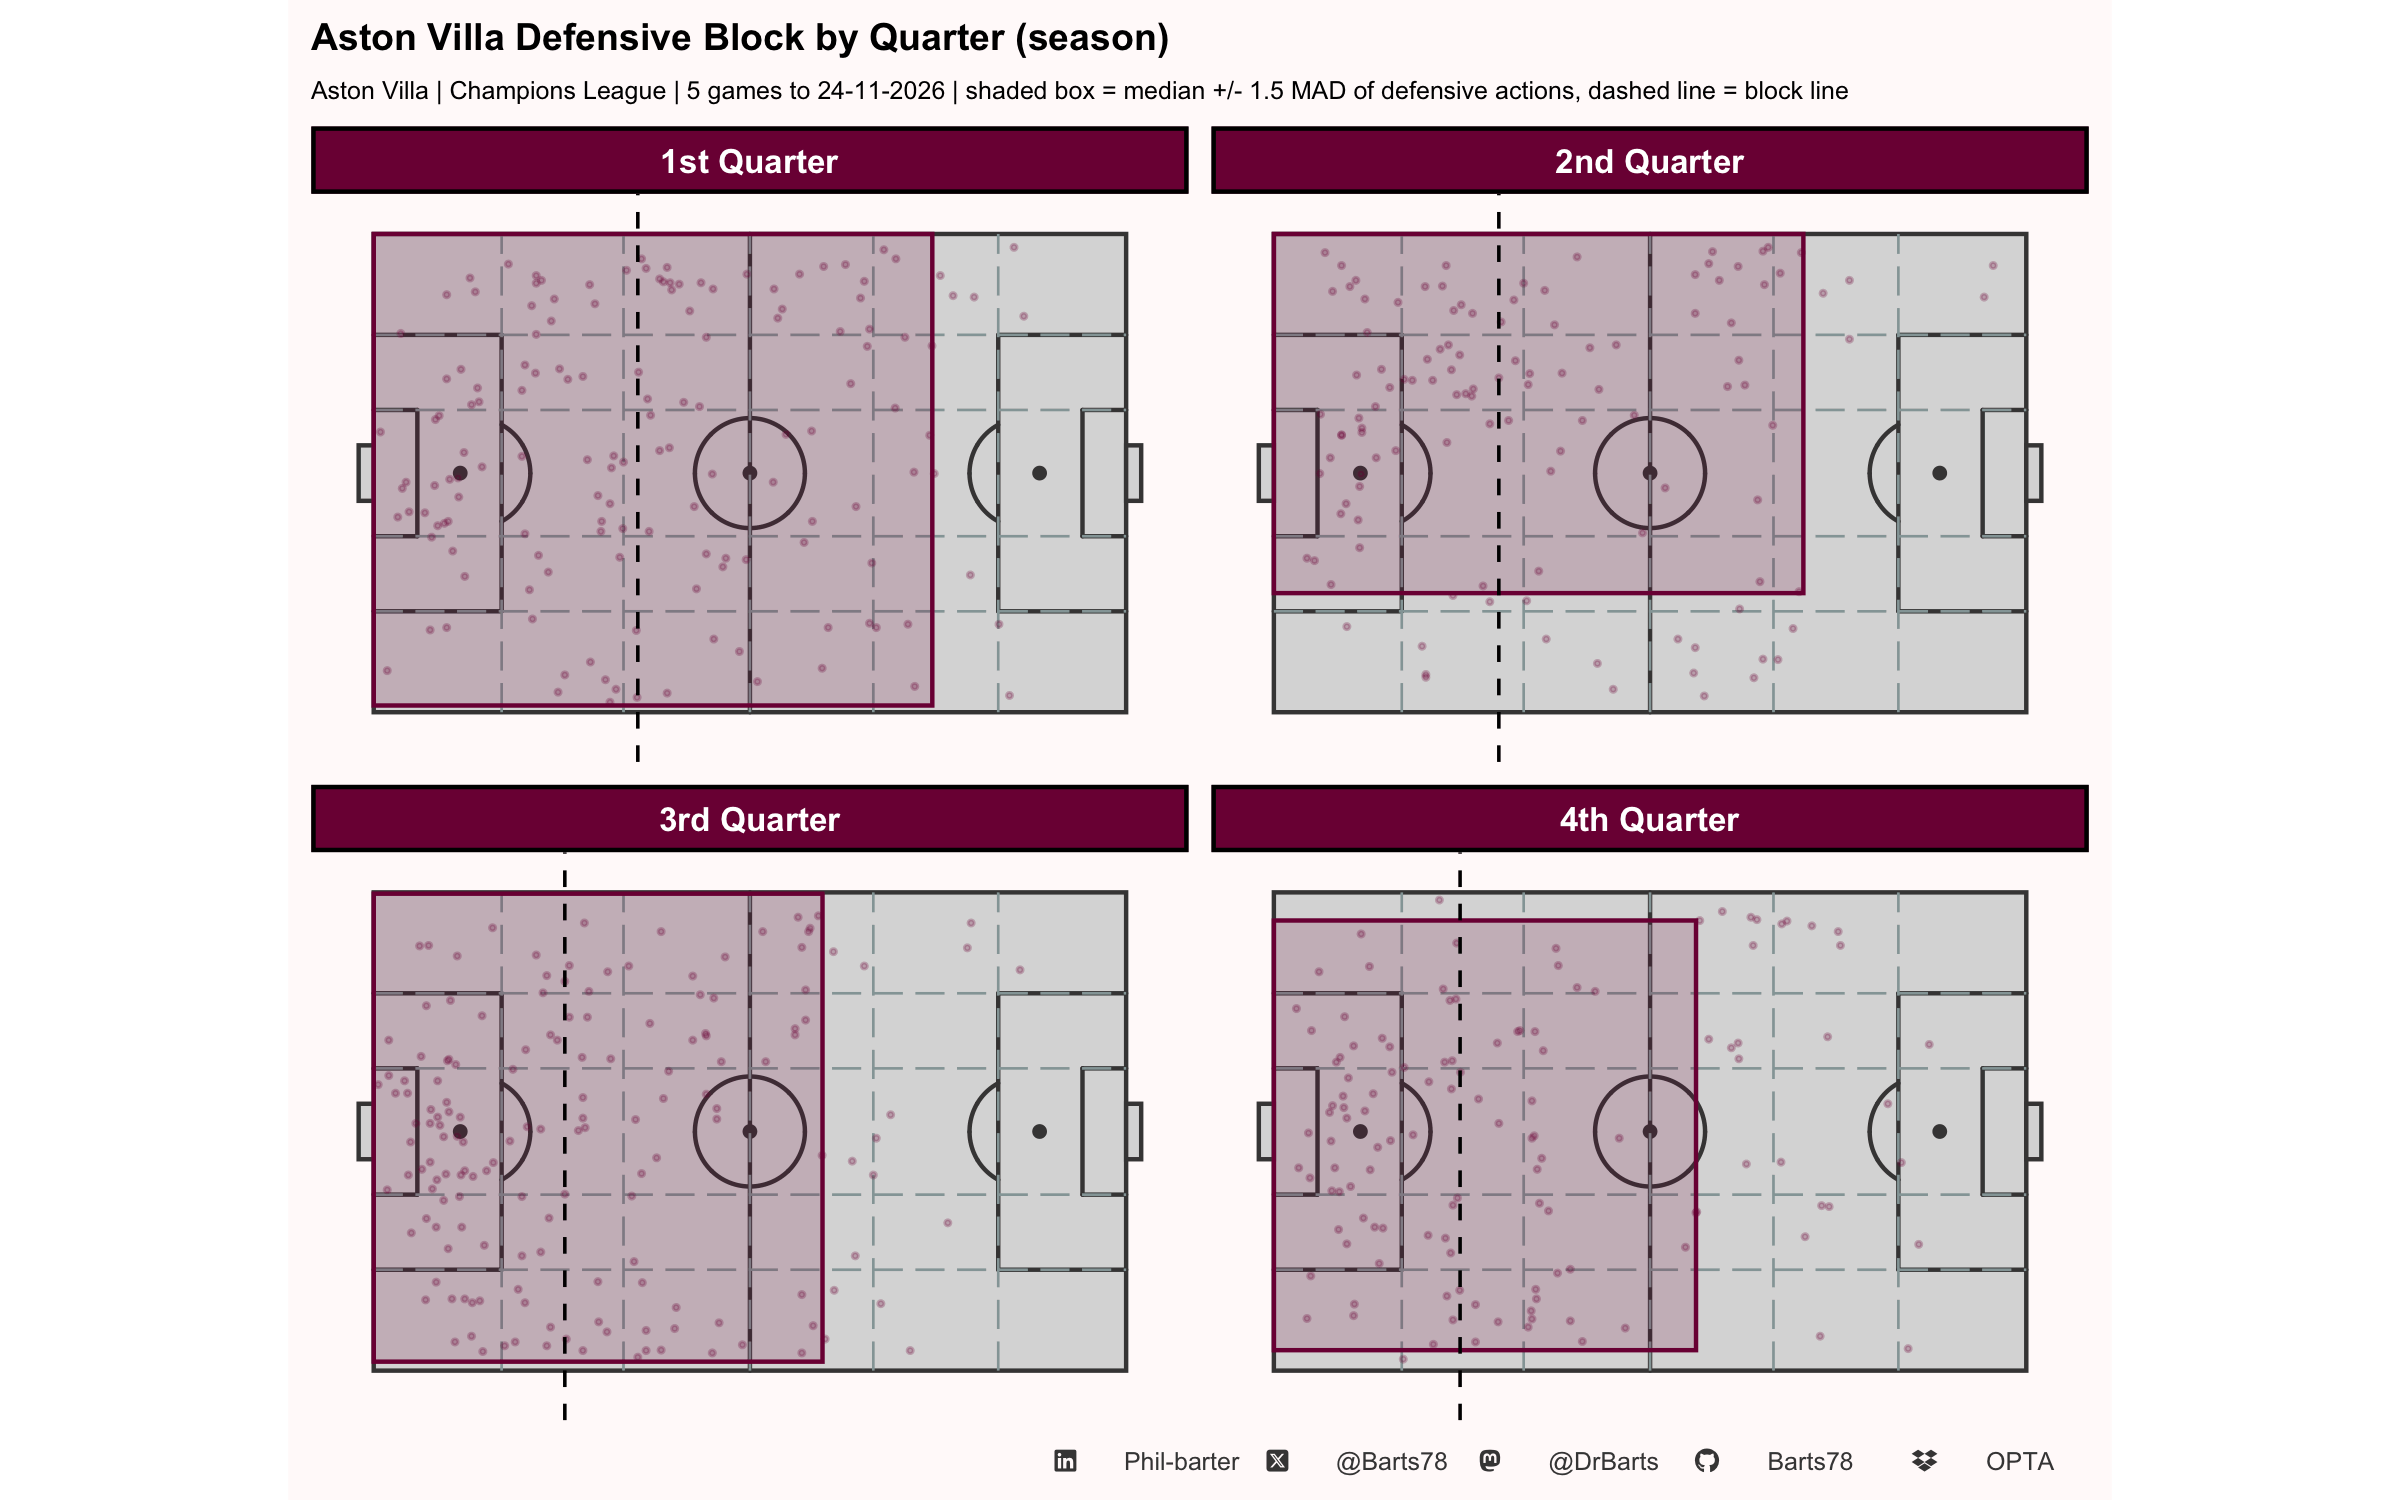 Aston Villa Defensive Block by Quarter (season)
Aston Villa | Champions League | 5 games to 24-11-2026 | shaded box = median +/- 1.5 MAD of defensive actions, dashed line = block line
1st Quarter
2nd Quarter
3rd Quarter
4th Quarter
Phil-barter @Barts78 @DrBarts Barts78 OPTA